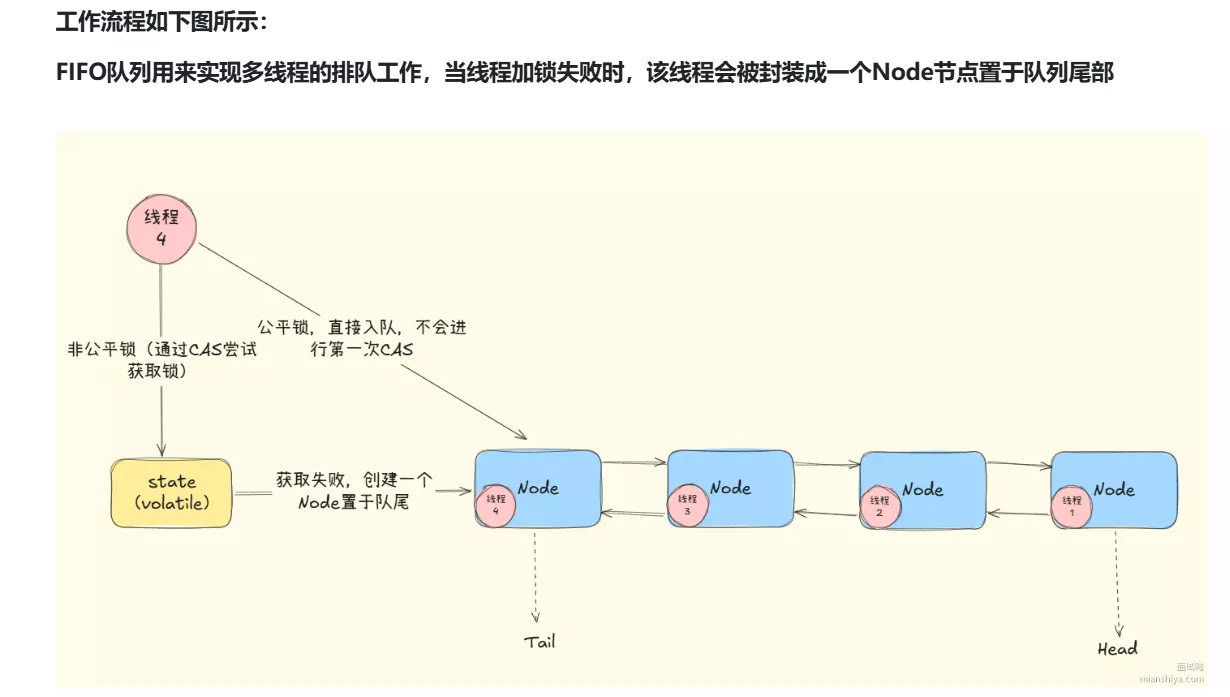 工作流程如下图所示：
FIFO队列用来实现多线程的排队工作，当线程加锁失败时，该线程会被封装成一个Node节点置于队列尾部
线程
4
公平锁，直接入队，不会进
行第一次CAS
非公平锁（通过CAS尝试
获取锁）
state
(volatile)
获取失败，创建一个
Node置于队尾
Node
线程
4
Node
线程
3
Node
线程
2
Node
线程
1
Tail
Head
面试鸭
mianshiya.com